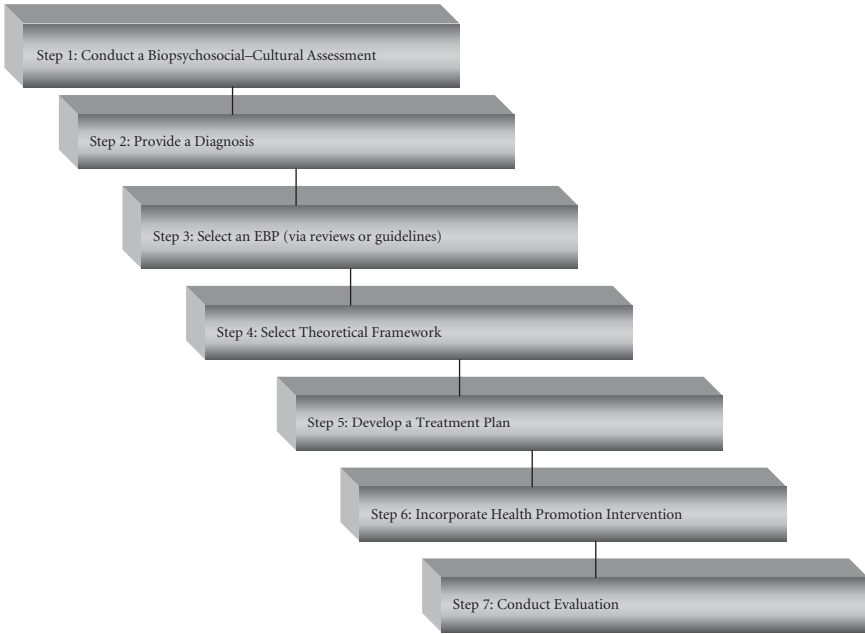 Step 1: Conduct a Biopsychosocial–Cultural Assessment
Step 2: Provide a Diagnosis
Step 3: Select an EBP (via reviews or guidelines)
Step 4: Select Theoretical Framework
Step 5: Develop a Treatment Plan
Step 6: Incorporate Health Promotion Intervention
Step 7: Conduct Evaluation